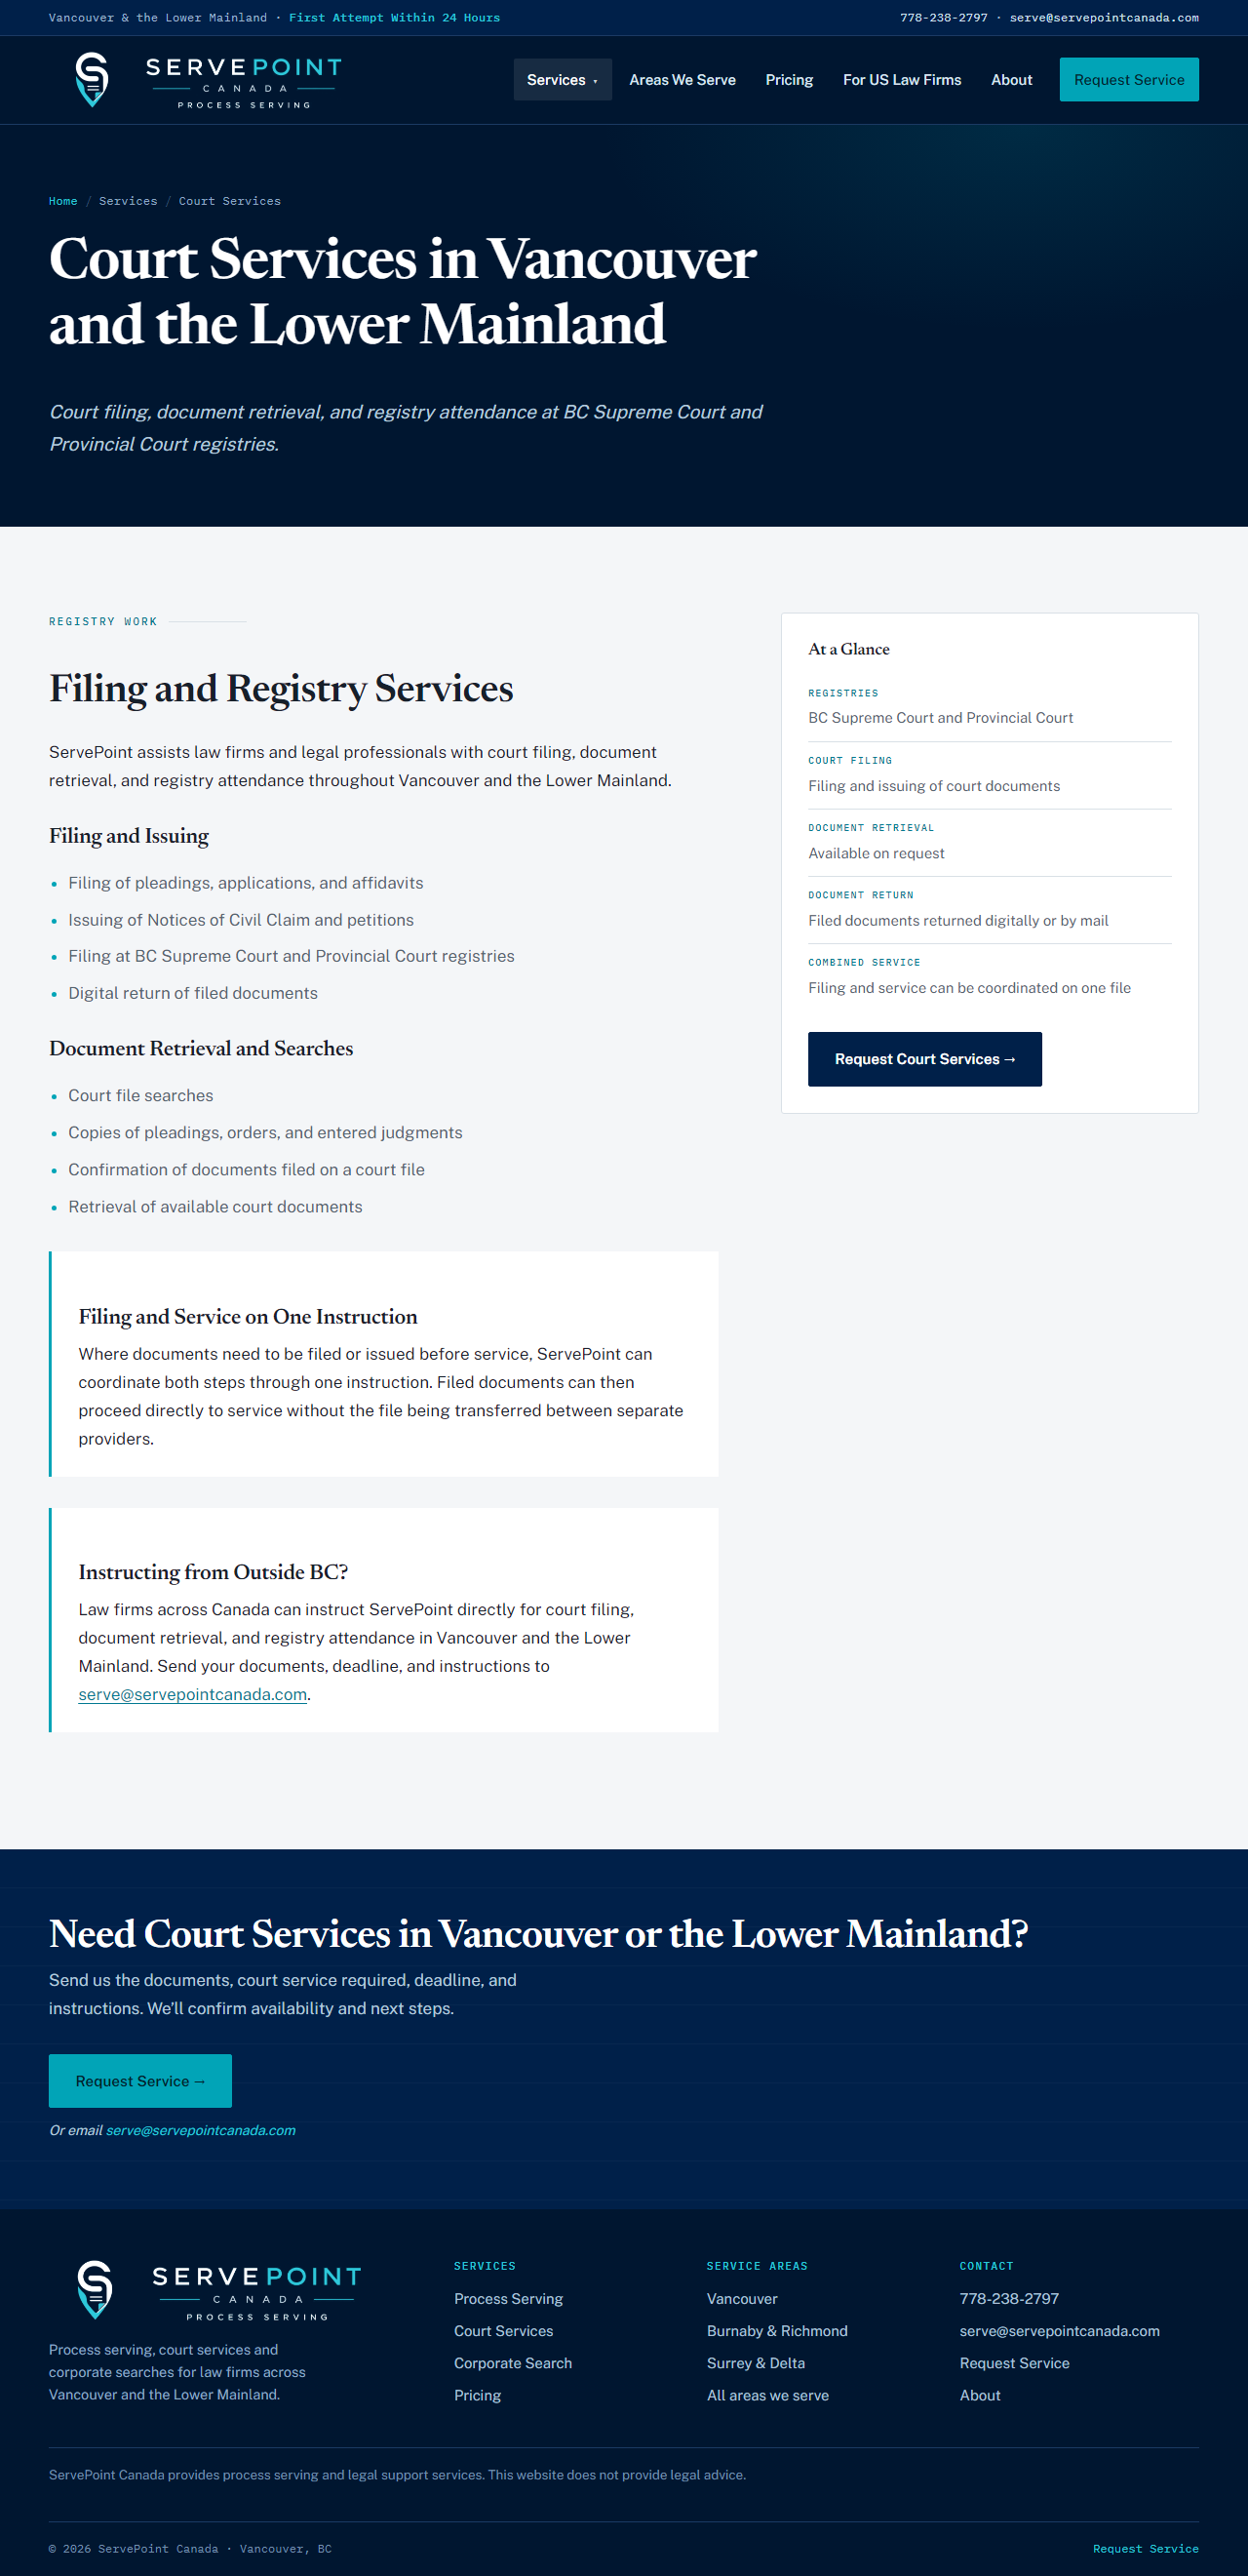 Vancouver & the Lower Mainland · First Attempt Within 24 Hours
778-238-2797 · serve@servepointcanada.com
SERVEPOINT
CANADA
PROCESS SERVING
Services ▾
Areas We Serve
Pricing
For US Law Firms
About
Request Service
Home / Services / Court Services
Court Services in Vancouver
and the Lower Mainland
Court filing, document retrieval, and registry attendance at BC Supreme Court and
Provincial Court registries.
REGISTRY WORK
Filing and Registry Services
ServePoint assists law firms and legal professionals with court filing, document
retrieval, and registry attendance throughout Vancouver and the Lower Mainland.
Filing and Issuing
• Filing of pleadings, applications, and affidavits
• Issuing of Notices of Civil Claim and petitions
• Filing at BC Supreme Court and Provincial Court registries
• Digital return of filed documents
Document Retrieval and Searches
• Court file searches
• Copies of pleadings, orders, and entered judgments
• Confirmation of documents filed on a court file
• Retrieval of available court documents
Filing and Service on One Instruction
Where documents need to be filed or issued before service, ServePoint can
coordinate both steps through one instruction. Filed documents can then
proceed directly to service without the file being transferred between separate
providers.
Instructing from Outside BC?
Law firms across Canada can instruct ServePoint directly for court filing,
document retrieval, and registry attendance in Vancouver and the Lower
Mainland. Send your documents, deadline, and instructions to
serve@servepointcanada.com.
At a Glance
REGISTRIES
BC Supreme Court and Provincial Court
COURT FILING
Filing and issuing of court documents
DOCUMENT RETRIEVAL
Available on request
DOCUMENT RETURN
Filed documents returned digitally or by mail
COMBINED SERVICE
Filing and service can be coordinated on one file
Request Court Services →
Need Court Services in Vancouver or the Lower Mainland?
Send us the documents, court service required, deadline, and
instructions. We'll confirm availability and next steps.
Request Service →
Or email serve@servepointcanada.com
SERVEPOINT
CANADA
PROCESS SERVING
Process serving, court services and
corporate searches for law firms across
Vancouver and the Lower Mainland.
SERVICES
Process Serving
Court Services
Corporate Search
Pricing
SERVICE AREAS
Vancouver
Burnaby & Richmond
Surrey & Delta
All areas we serve
CONTACT
778-238-2797
serve@servepointcanada.com
Request Service
About
ServePoint Canada provides process serving and legal support services. This website does not provide legal advice.
© 2026 ServePoint Canada · Vancouver, BC
Request Service